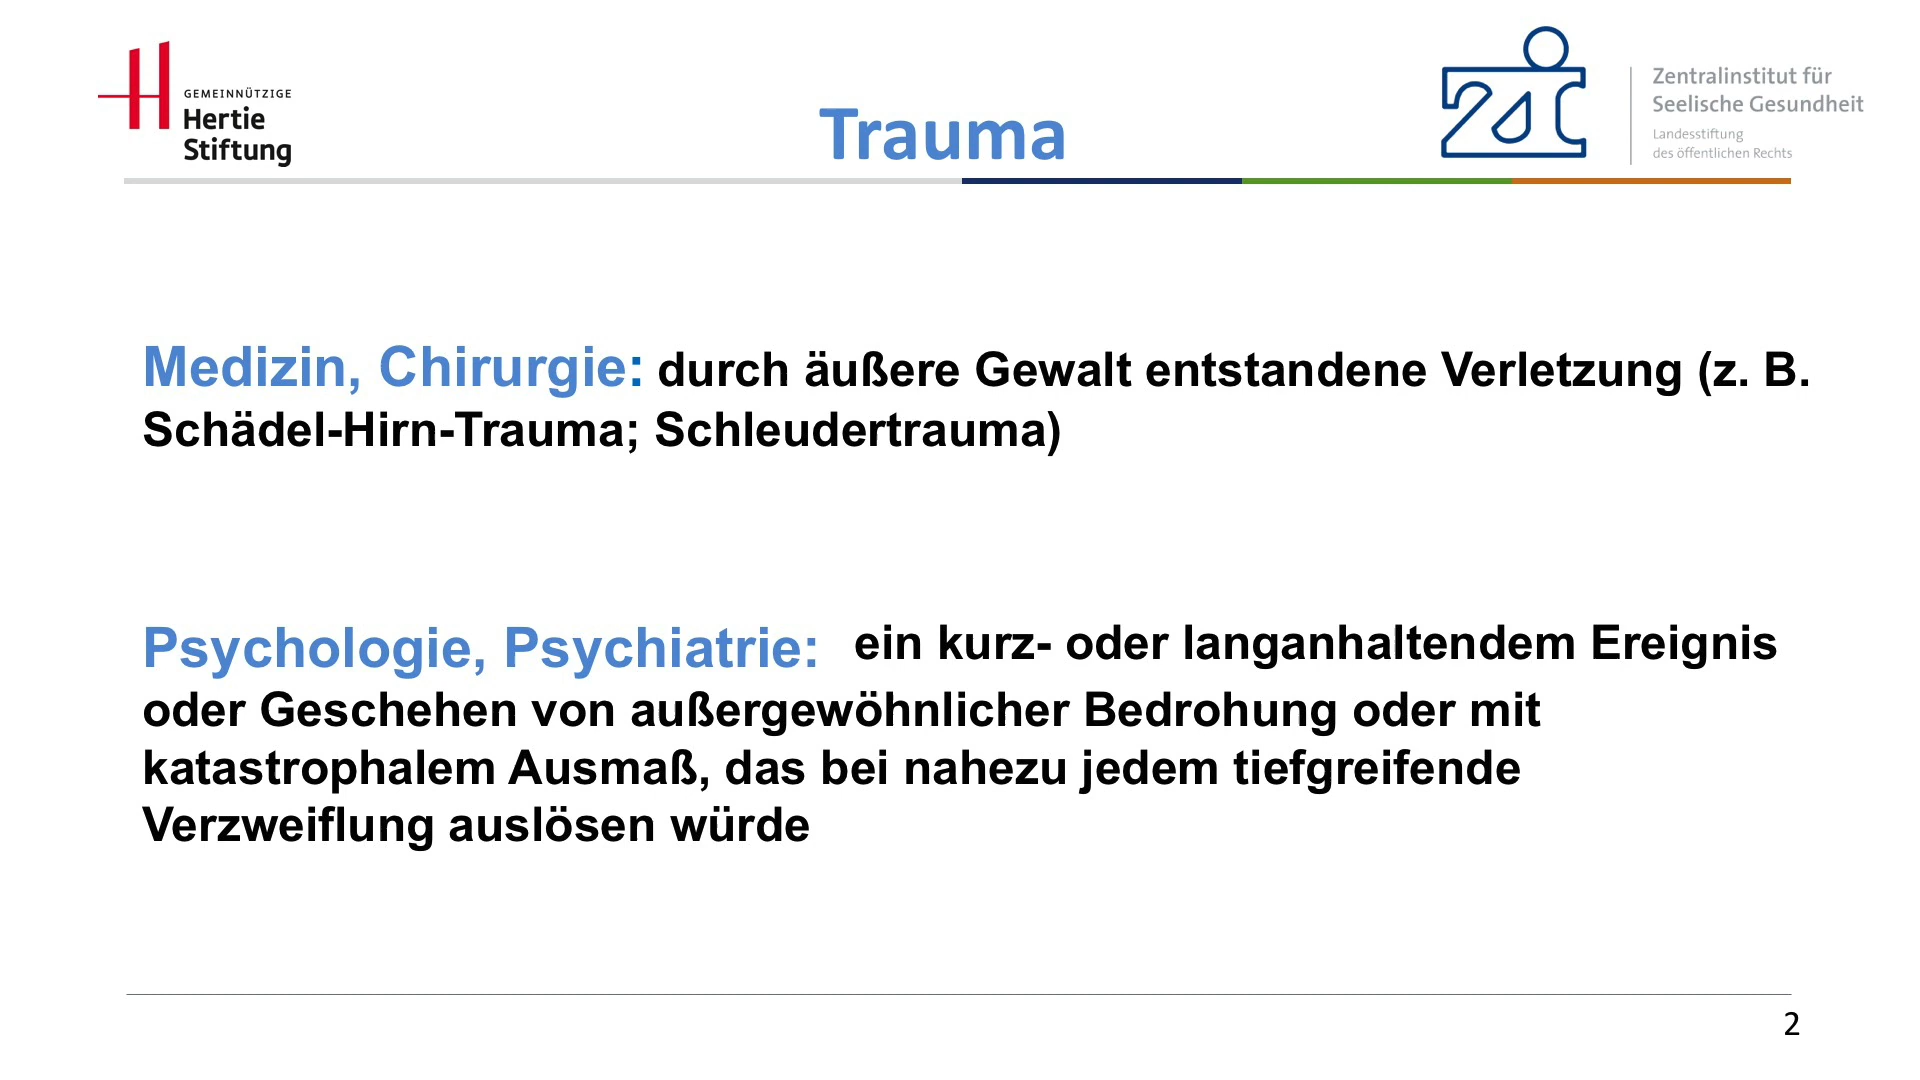 GEMEINNÜTZIGE
Hertie
Stiftung
Trauma
zi
Zentralinstitut für
Seelische Gesundheit
Landesstiftung
des öffentlichen Rechts
Medizin, Chirurgie: durch äußere Gewalt entstandene Verletzung (z. B.
Schädel-Hirn-Trauma; Schleudertrauma)
Psychologie, Psychiatrie: ein kurz- oder langanhaltendem Ereignis
oder Geschehen von außergewöhnlicher Bedrohung oder mit
katastrophalem Ausmaß, das bei nahezu jedem tiefgreifende
Verzweiflung auslösen würde
2